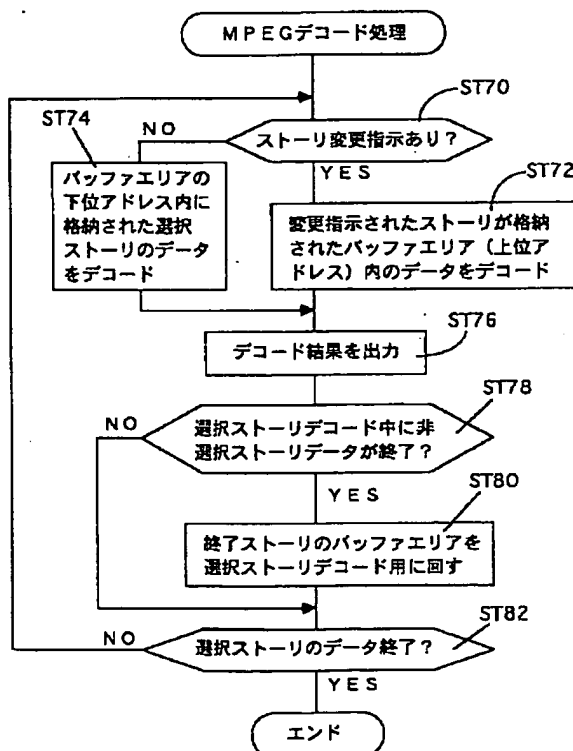 MPEGデコード処理
ST70
ストーリ変更指示あり?
NO
YES
ST74
バッファエリアの
下位アドレス内に
格納された選択
ストーリのデータ
をデコード
ST72
変更指示されたストーリが格納
されたバッファエリア(上位ア
ドレス)内のデータをデコード
ST76
デコード結果を出力
ST78
選択ストーリデコード中に非
選択ストーリデータが終了?
NO
YES
ST80
終了ストーリのバッファエリアを
選択ストーリデコード用に回す
ST82
選択ストーリのデータ終了?
NO
YES
エンド